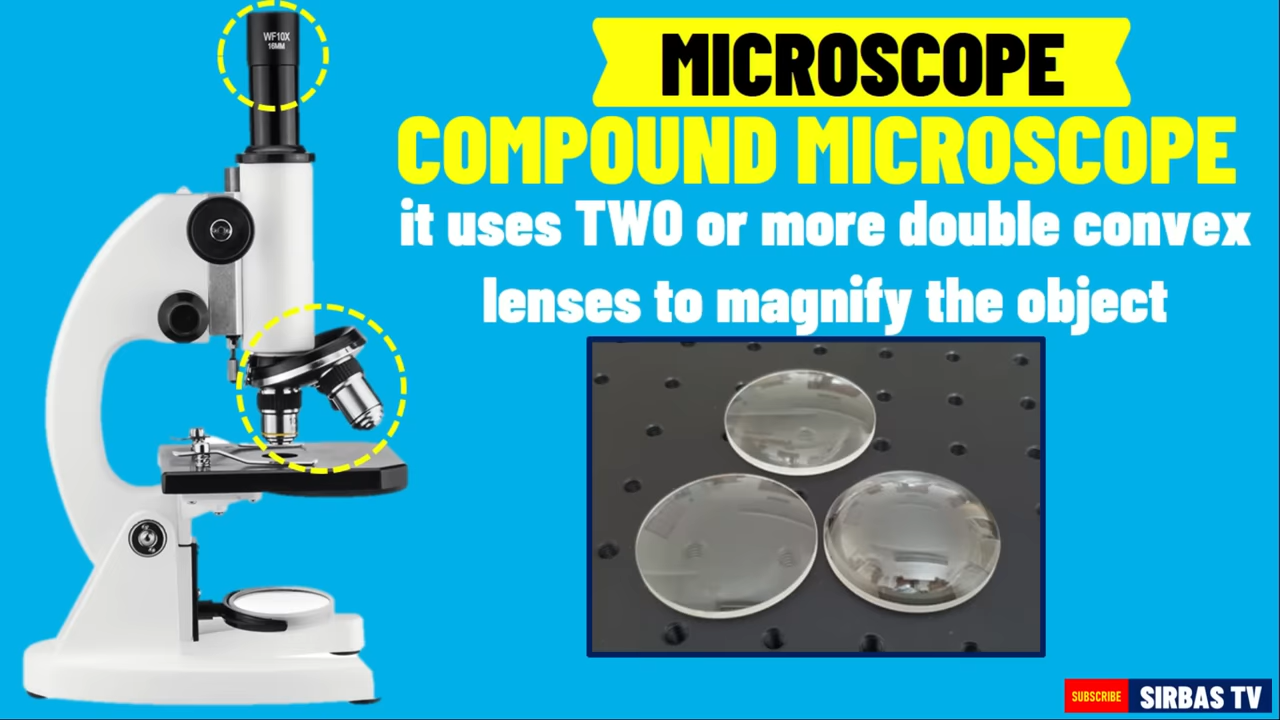 WF10X
16MM
MICROSCOPE
COMPOUND MICROSCOPE
it uses TWO or more double convex
lenses to magnify the object
SUBSCRIBE SIRBAS TV